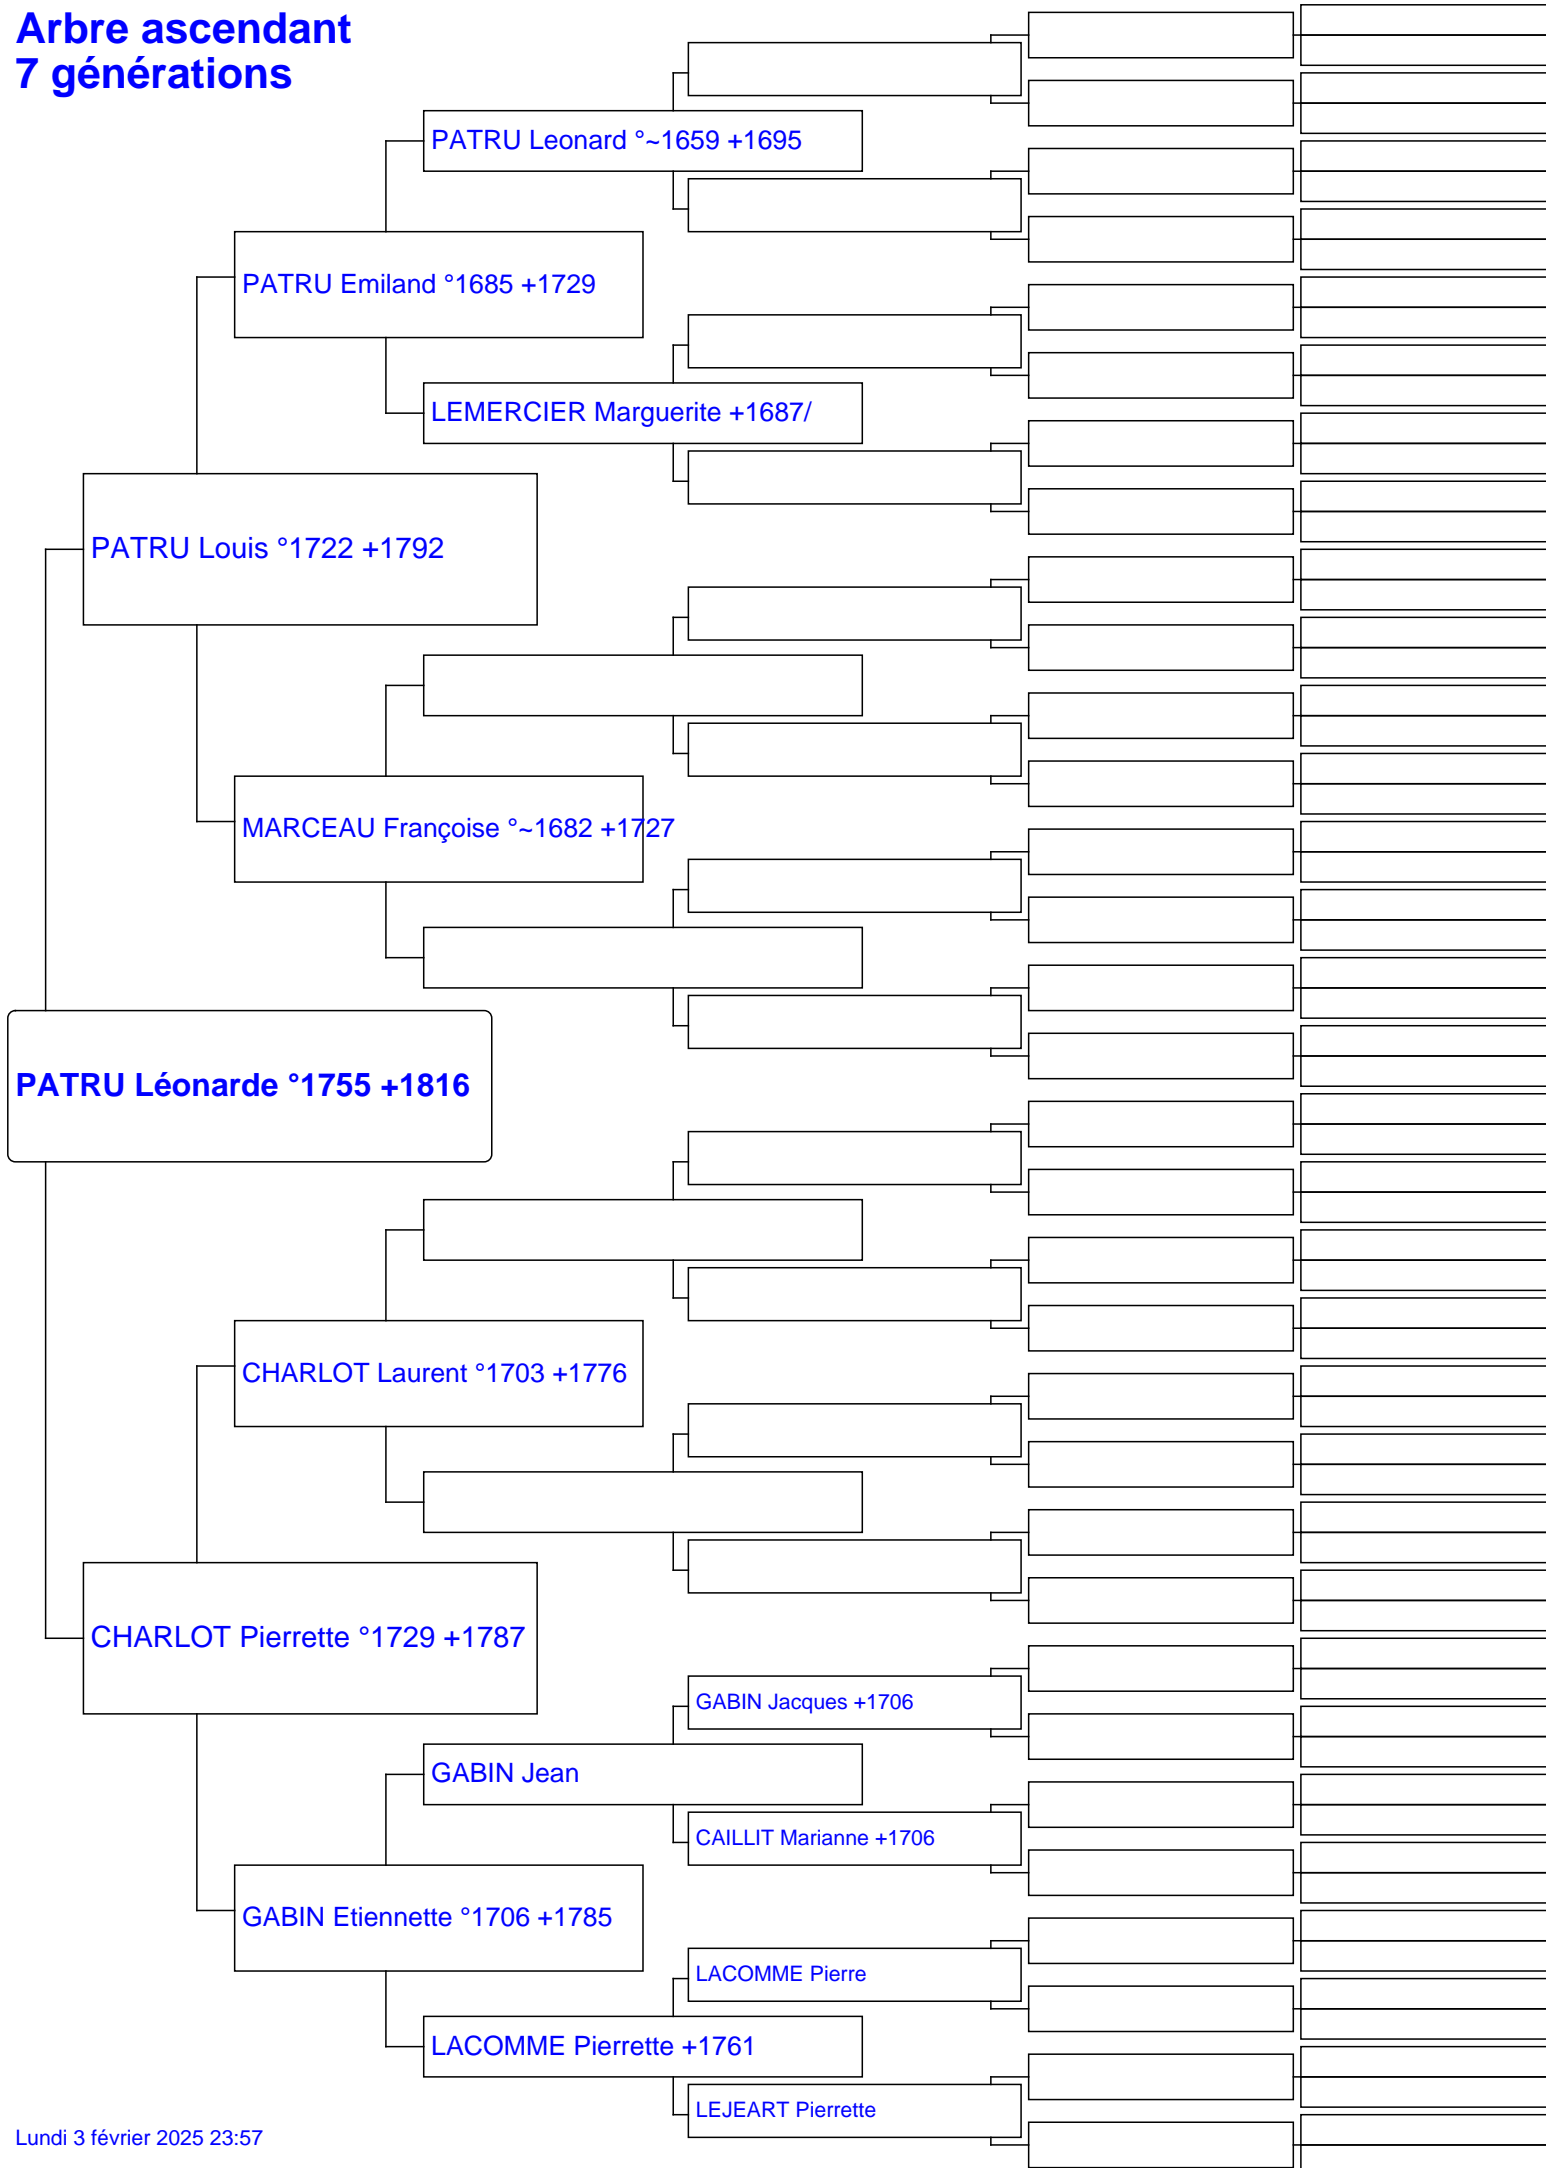 Arbre ascendant
7 générations
PATRU Leonard °~1659 +1695
PATRU Emiland °1685 +1729
LEMERCIER Marguerite +1687/
PATRU Louis °1722 +1792
MARCEAU Françoise °~1682 +1727
PATRU Léonarde °1755 +1816
CHARLOT Laurent °1703 +1776
CHARLOT Pierrette °1729 +1787
GABIN Jacques +1706
GABIN Jean
CAILLIT Marianne +1706
GABIN Etiennette °1706 +1785
LACOMME Pierre
LACOMME Pierrette +1761
LEJEART Pierrette
Lundi 3 février 2025 23:57